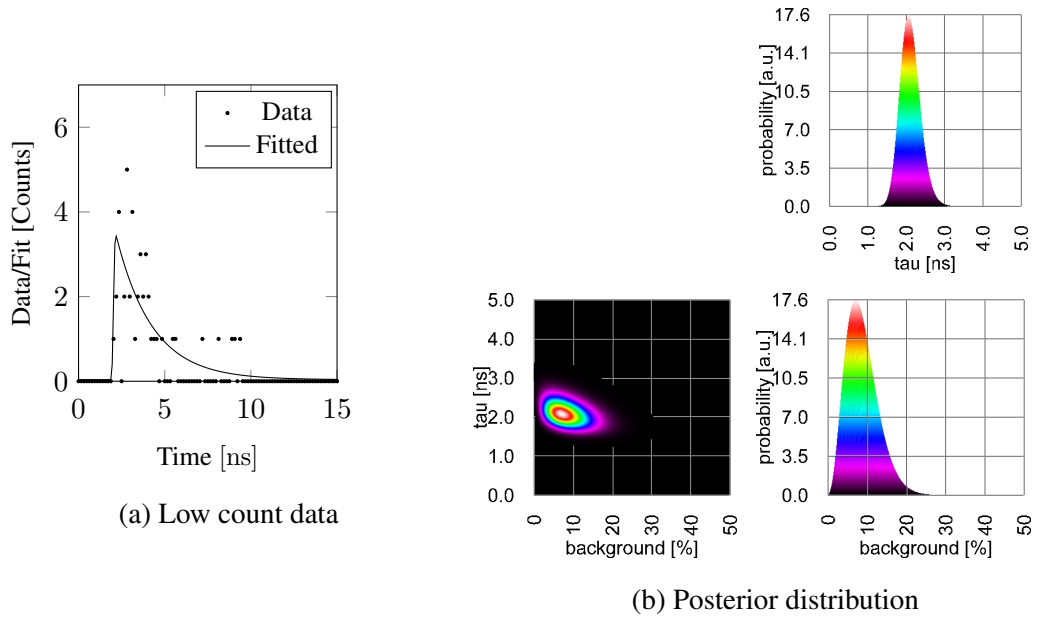 Data/Fit [Counts]
6
4
2
0
0 5 10 15
Time [ns]
Data
Fitted
(a) Low count data
probability [a.u.]
17.6
14.1
10.5
7.0
3.5
0.0
0.0 1.0 2.0 3.0 4.0 5.0
tau [ns]
tau [ns]
5.0
4.0
3.0
2.0
1.0
0.0
0 10 20 30 40 50
background [%]
probability [a.u.]
17.6
14.1
10.5
7.0
3.5
0.0
0 10 20 30 40 50
background [%]
(b) Posterior distribution